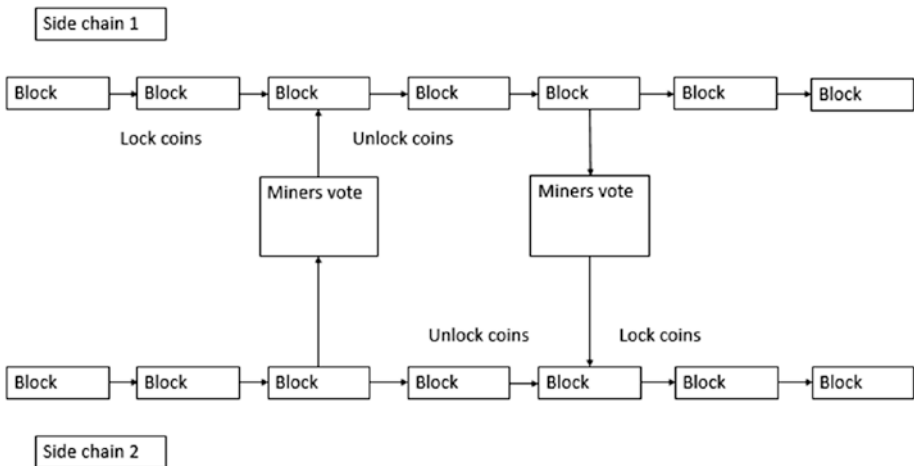 Side chain 1
Block Block Block Block Block Block Block
Lock coins Unlock coins
Miners vote Miners vote
Unlock coins Lock coins
Block Block Block Block Block Block Block
Side chain 2